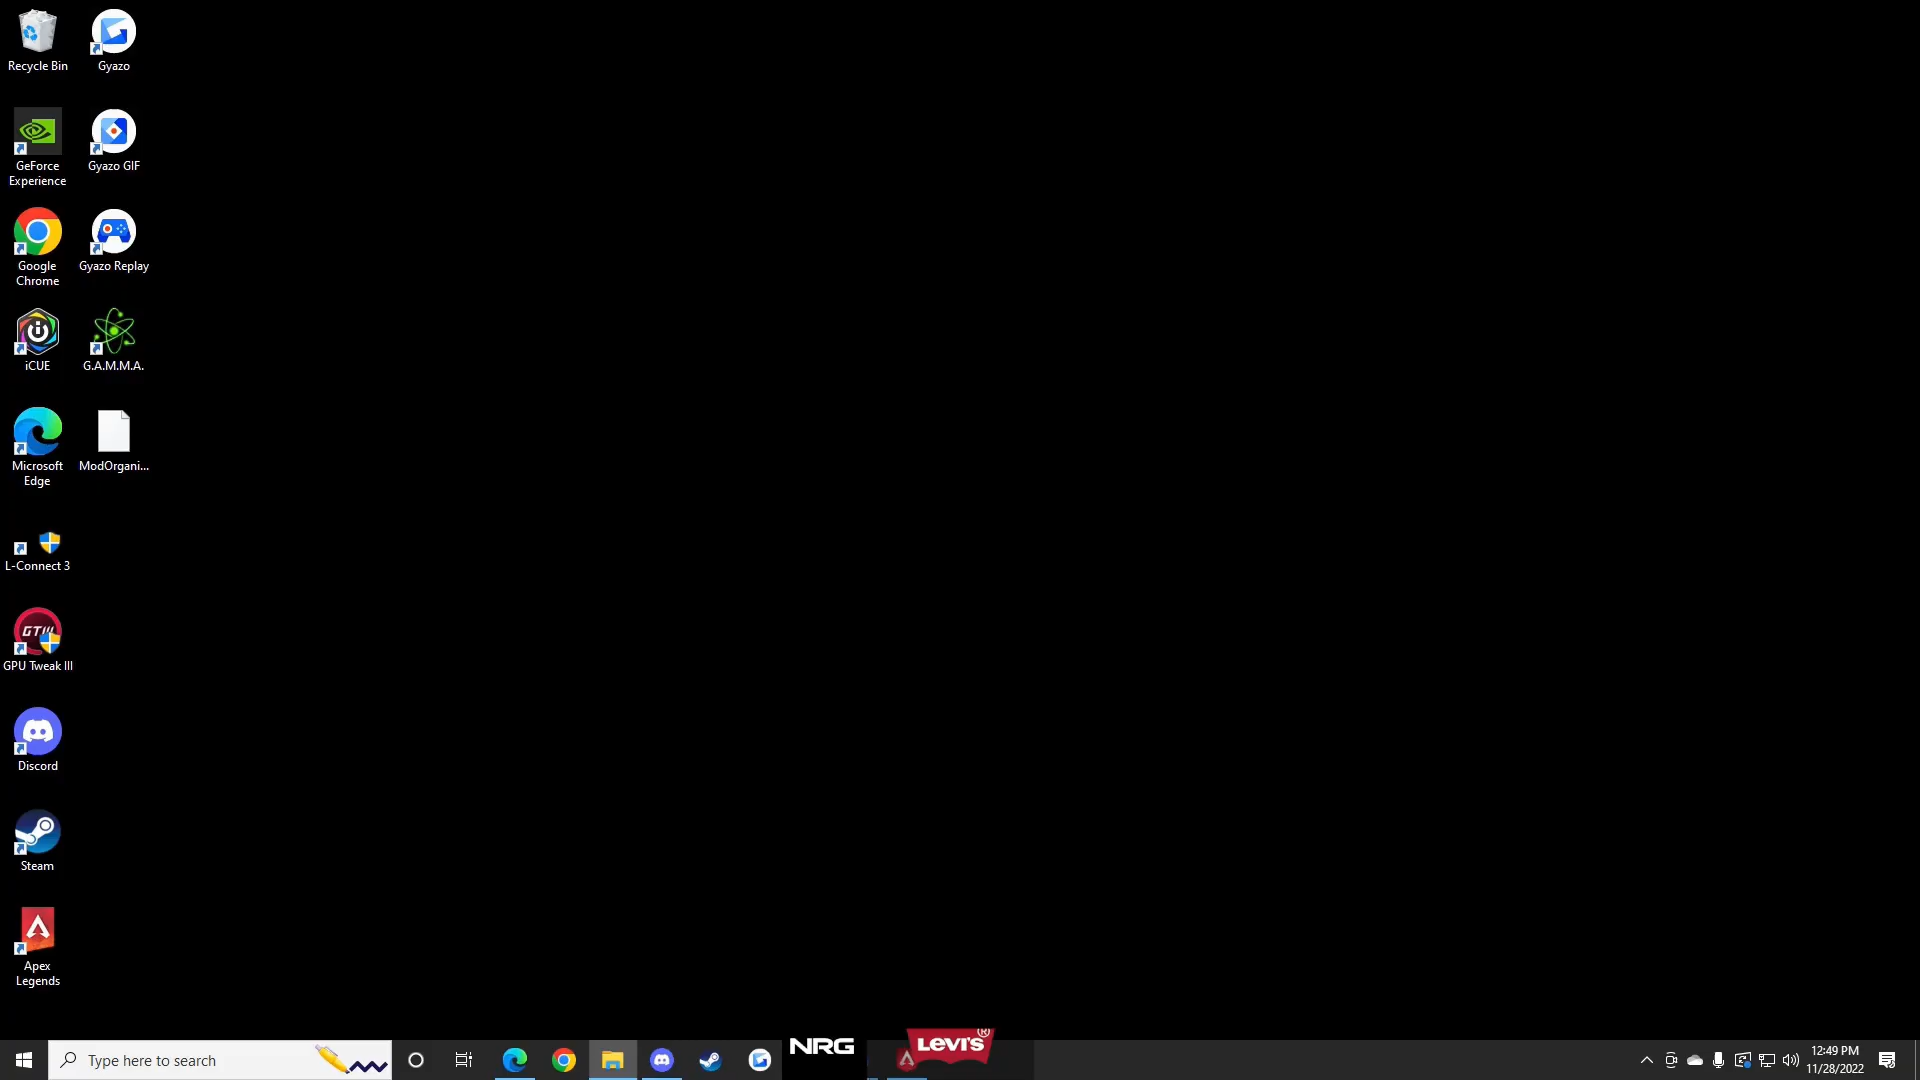 Recycle Bin
Gyazo
GeForce
Experience
Gyazo GIF
Google
Chrome
Gyazo Replay
iCUE
G.A.M.M.A.
Microsoft
Edge
ModOrgani...
L-Connect 3
GTIII
GPU Tweak III
Discord
Steam
Apex
Legends
Type here to search
NRG
Levi's®
12:49 PM
11/28/2022